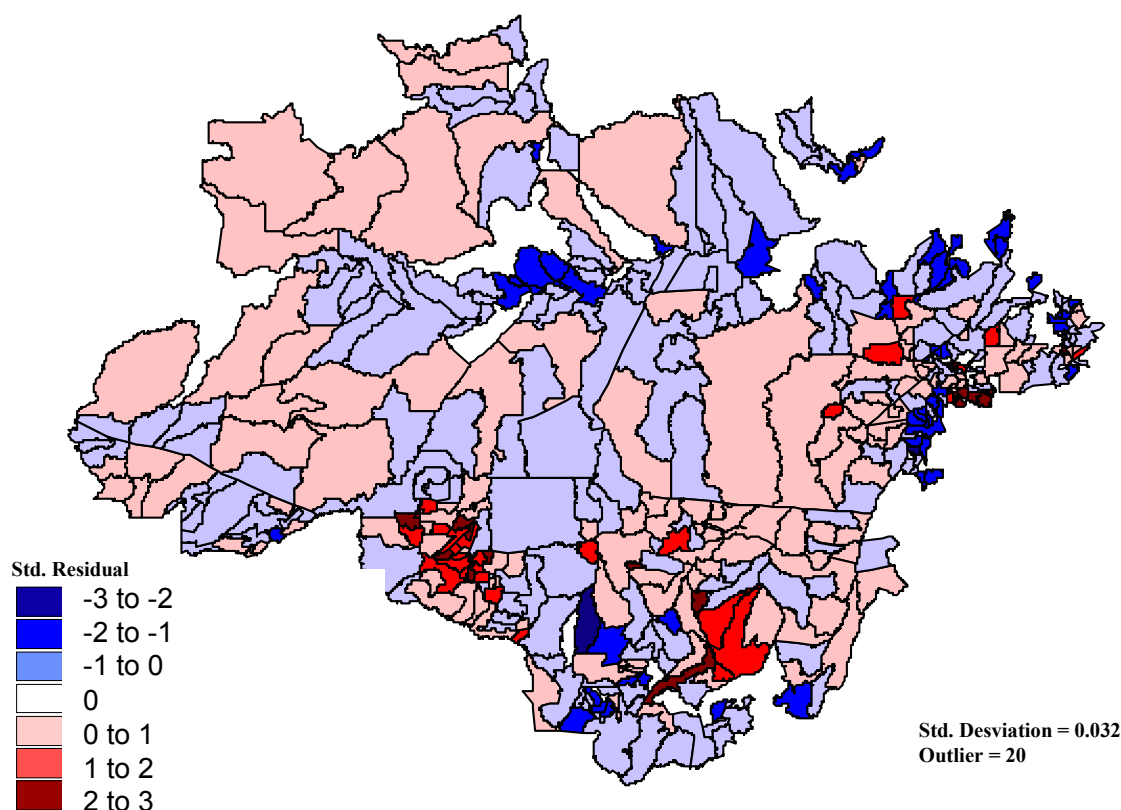 Std. Residual
-3 to -2
-2 to -1
-1 to 0
0
0 to 1
1 to 2
2 to 3
Std. Desviation = 0.032
Outlier = 20